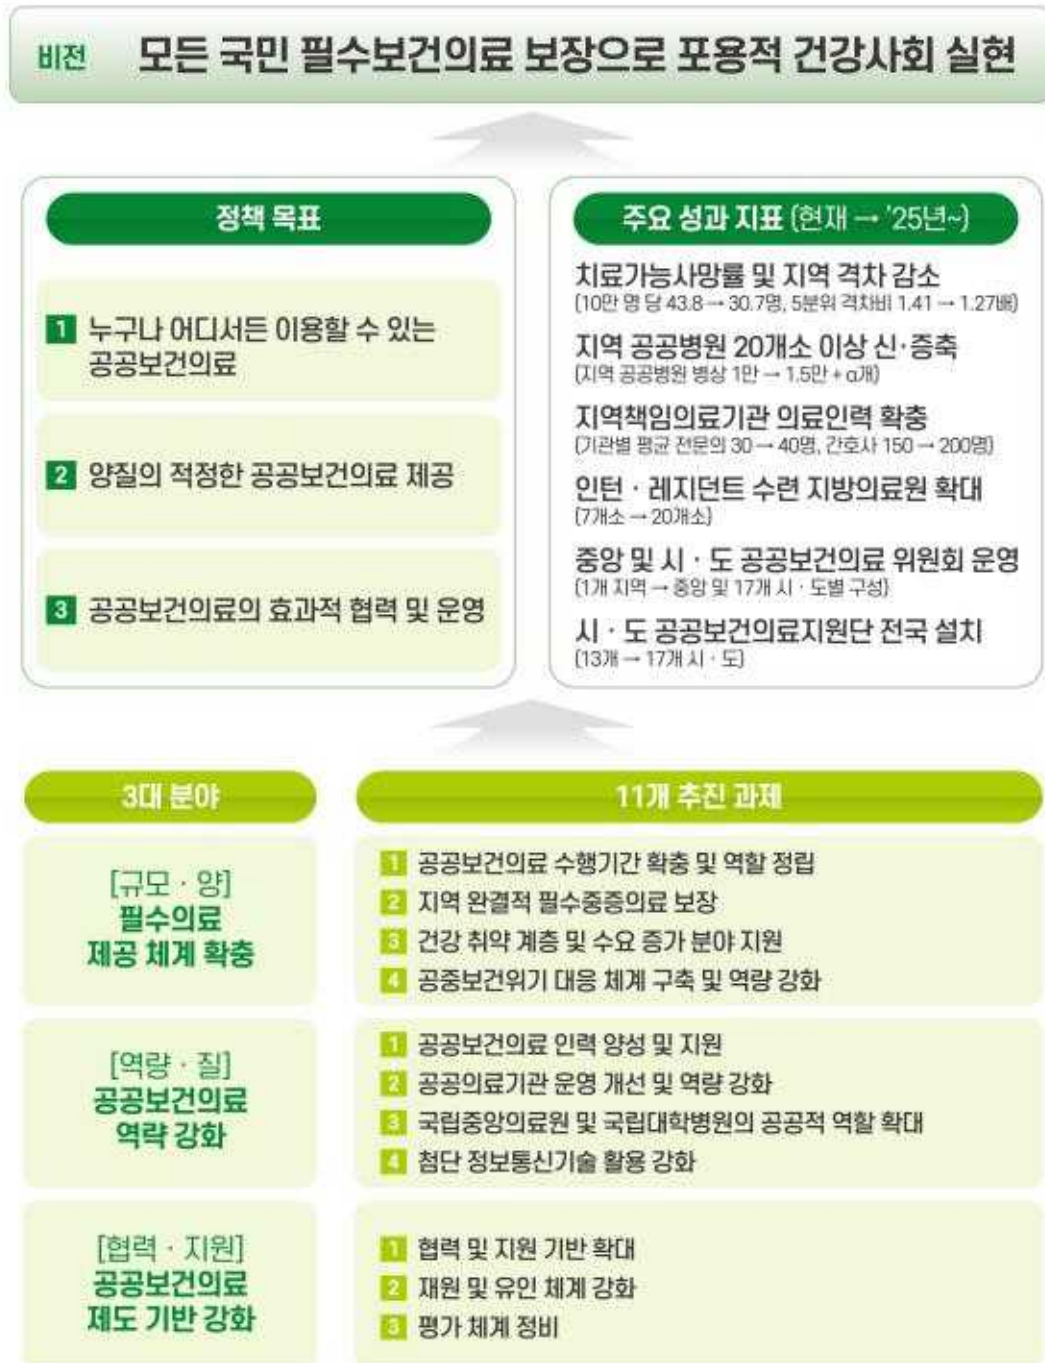 비전 모든 국민 필수보건의료 보장으로 포용적 건강사회 실현
정책 목표
1 누구나 어디서든 이용할 수 있는
공공보건의료
2 양질의 적정한 공공보건의료 제공
3 공공보건의료의 효과적 협력 및 운영
주요 성과 지표 (현재 → '25년~)
치료가능사망률 및 지역 격차 감소
(10만 명 당 43.8 → 30.7명, 5분위 격차비 1.41 → 1.27배)
지역 공공병원 20개소 이상 신·증축
(지역 공공병원 병상 1만 → 1.5만 + α개)
지역책임의료기관 의료인력 확충
(기관별 평균 전문의 30 → 40명, 간호사 150 → 200명)
인턴 · 레지던트 수련 지방의료원 확대
(7개소 → 20개소)
중앙 및 시 · 도 공공보건의료 위원회 운영
(1개 지역 → 중앙 및 17개 시 · 도별 구성)
시 · 도 공공보건의료지원단 전국 설치
(13개 → 17개 시 · 도)
3대 분야
11개 추진 과제
[규모 · 양]
필수의료
제공 체계 확충
1 공공보건의료 수행기간 확충 및 역할 정립
2 지역 완결적 필수중증의료 보장
3 건강 취약 계층 및 수요 증가 분야 지원
4 공중보건위기 대응 체계 구축 및 역량 강화
[역량 · 질]
공공보건의료
역략 강화
1 공공보건의료 인력 양성 및 지원
2 공공의료기관 운영 개선 및 역량 강화
3 국립중앙의료원 및 국립대학병원의 공공적 역할 확대
4 첨단 정보통신기술 활용 강화
[협력 · 지원]
공공보건의료
제도 기반 강화
1 협력 및 지원 기반 확대
2 재원 및 유인 체계 강화
3 평가 체계 정비